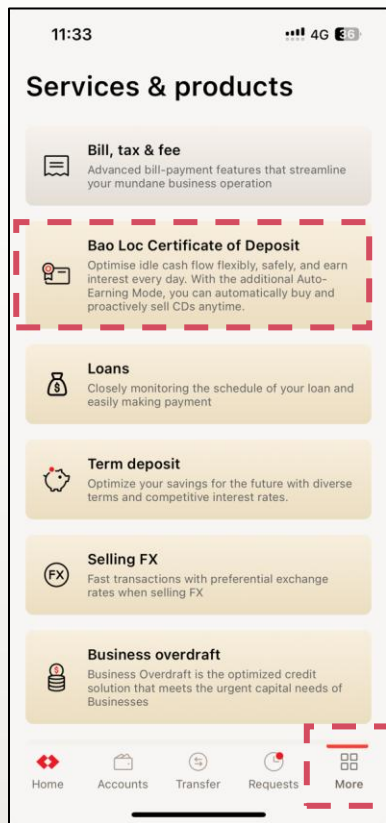 11:33
4G 36
Services & products
Bill, tax & fee
Advanced bill-payment features that streamline
your mundane business operation
Bao Loc Certificate of Deposit
Optimise idle cash flow flexibly, safely, and earn
interest every day. With the additional Auto-
Earning Mode, you can automatically buy and
proactively sell CDs anytime.
Loans
Closely monitoring the schedule of your loan and
easily making payment
Term deposit
Optimize your savings for the future with diverse
terms and competitive interest rates.
FX
Selling FX
Fast transactions with preferential exchange
rates when selling FX
Business overdraft
Business Overdraft is the optimized credit
solution that meets the urgent capital needs of
Businesses
Home Accounts Transfer Requests More